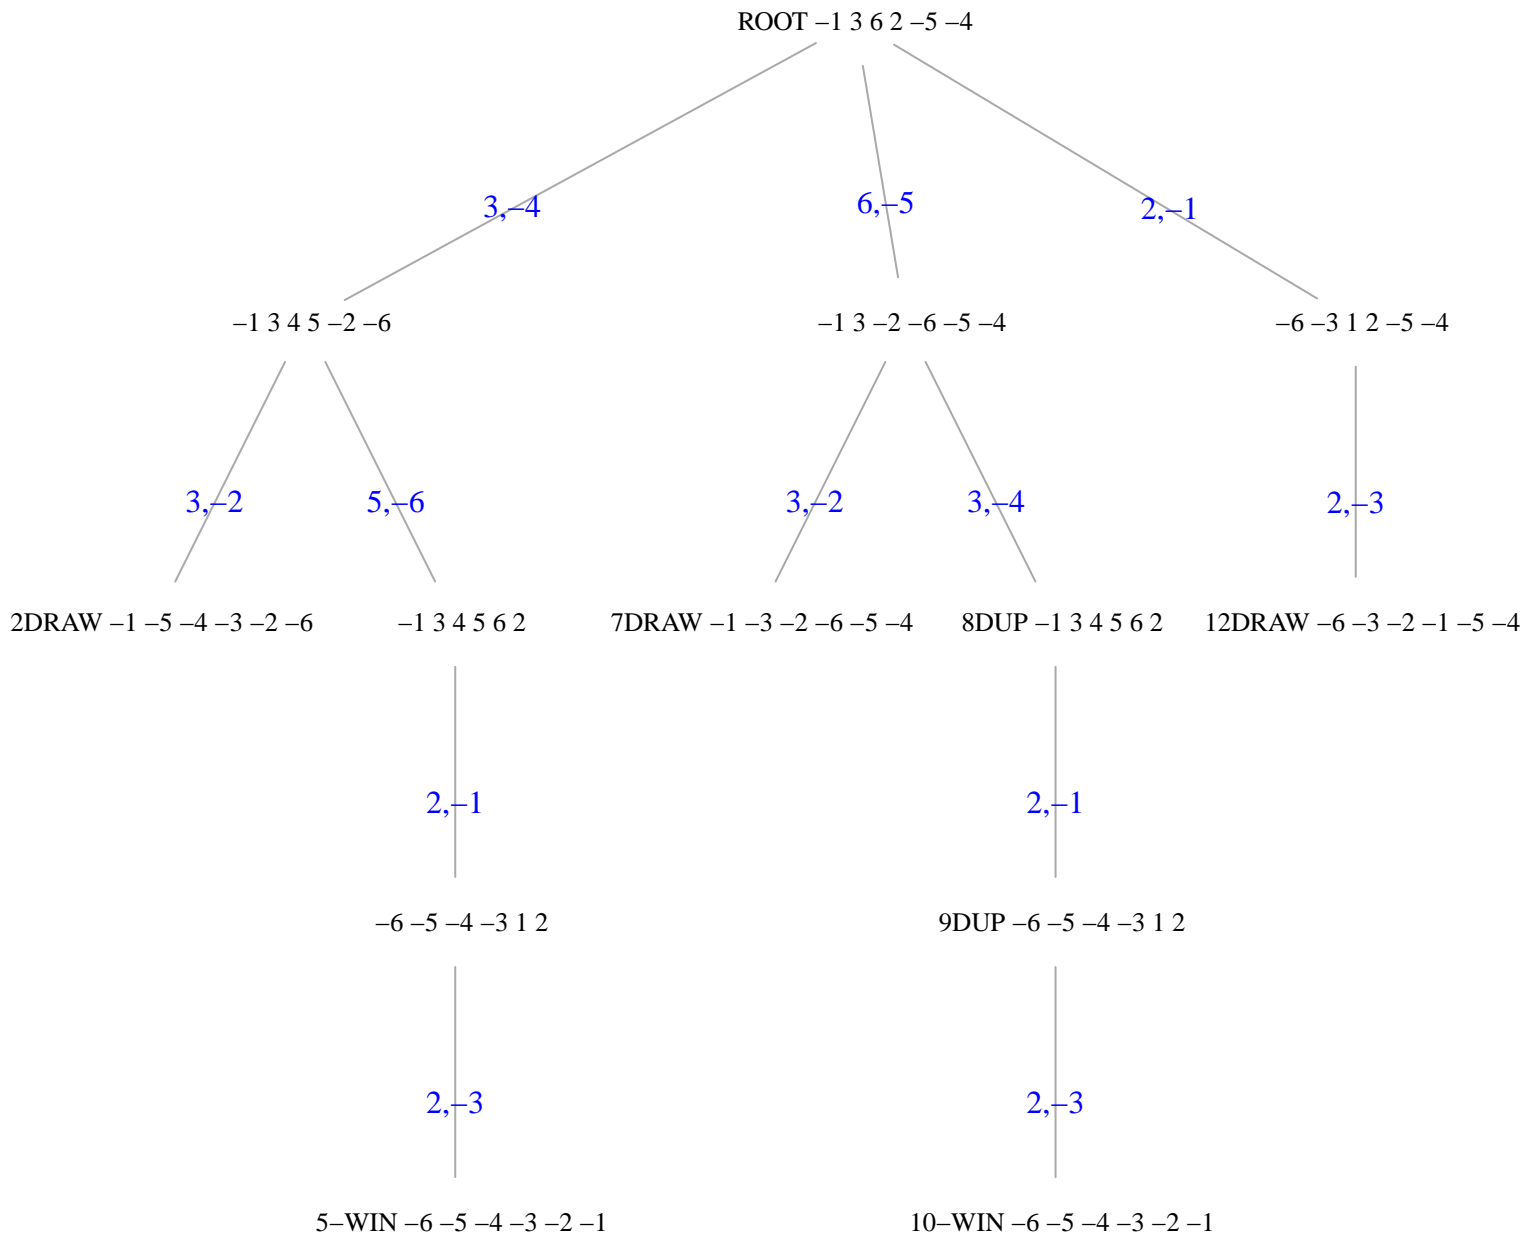 ROOT –1 3 6 2 –5 –4
3,–4
6,–5
2,–1
–1 3 4 5 –2 –6
–1 3 –2 –6 –5 –4
–6 –3 1 2 –5 –4
3,–2
5,–6
3,–2
3,–4
2,–3
2DRAW –1 –5 –4 –3 –2 –6
–1 3 4 5 6 2
7DRAW –1 –3 –2 –6 –5 –4
8DUP –1 3 4 5 6 2
12DRAW –6 –3 –2 –1 –5 –4
2,–1
2,–1
–6 –5 –4 –3 1 2
9DUP –6 –5 –4 –3 1 2
2,–3
2,–3
5–WIN –6 –5 –4 –3 –2 –1
10–WIN –6 –5 –4 –3 –2 –1